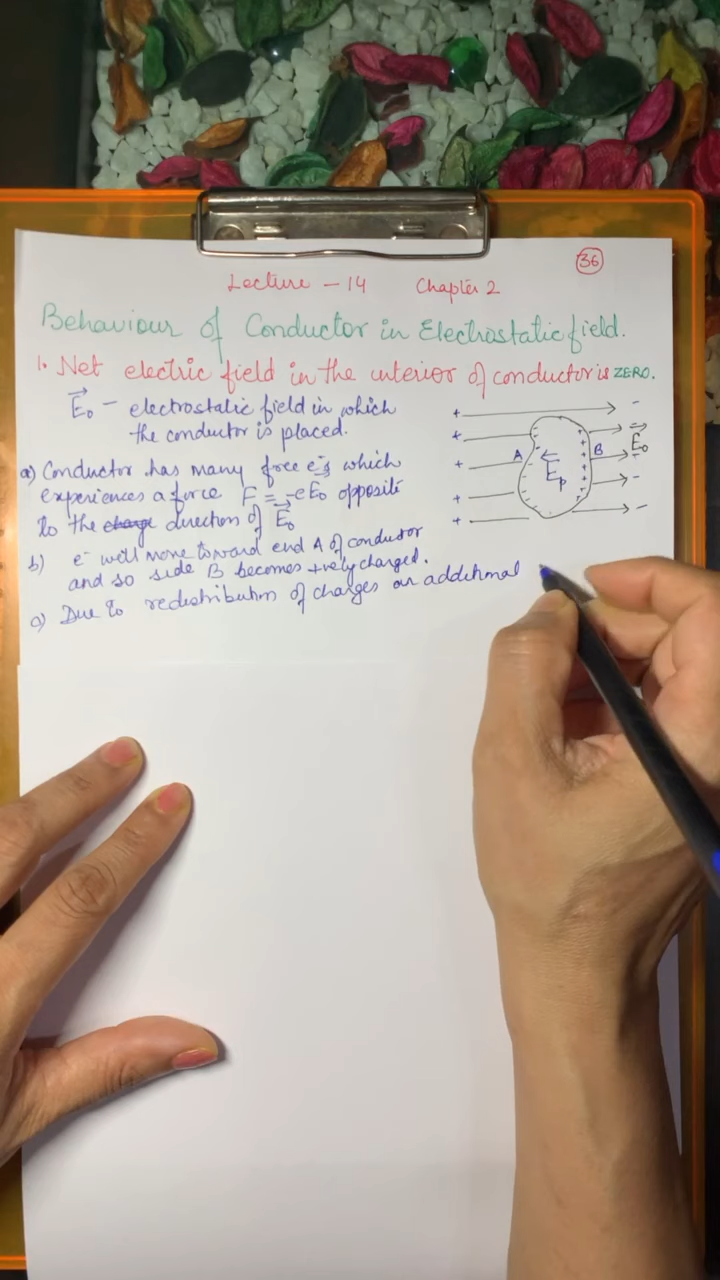 36
Lecture - 14 Chapter 2
Behaviour of Conductor in Electrostatic field.
1. Net electric field in the interior of conductor is ZERO.
E₀ - electrostatic field in which
the conductor is placed.
a) Conductor has many free e⁻s which
experiences a force F = -eE₀ opposite
to the charge direction of E₀
b) e⁻ will move toward end A of conductor
and so side B becomes +vely charged.
c) Due to redistribution of charges an additional
A
B
Eₚ
E₀